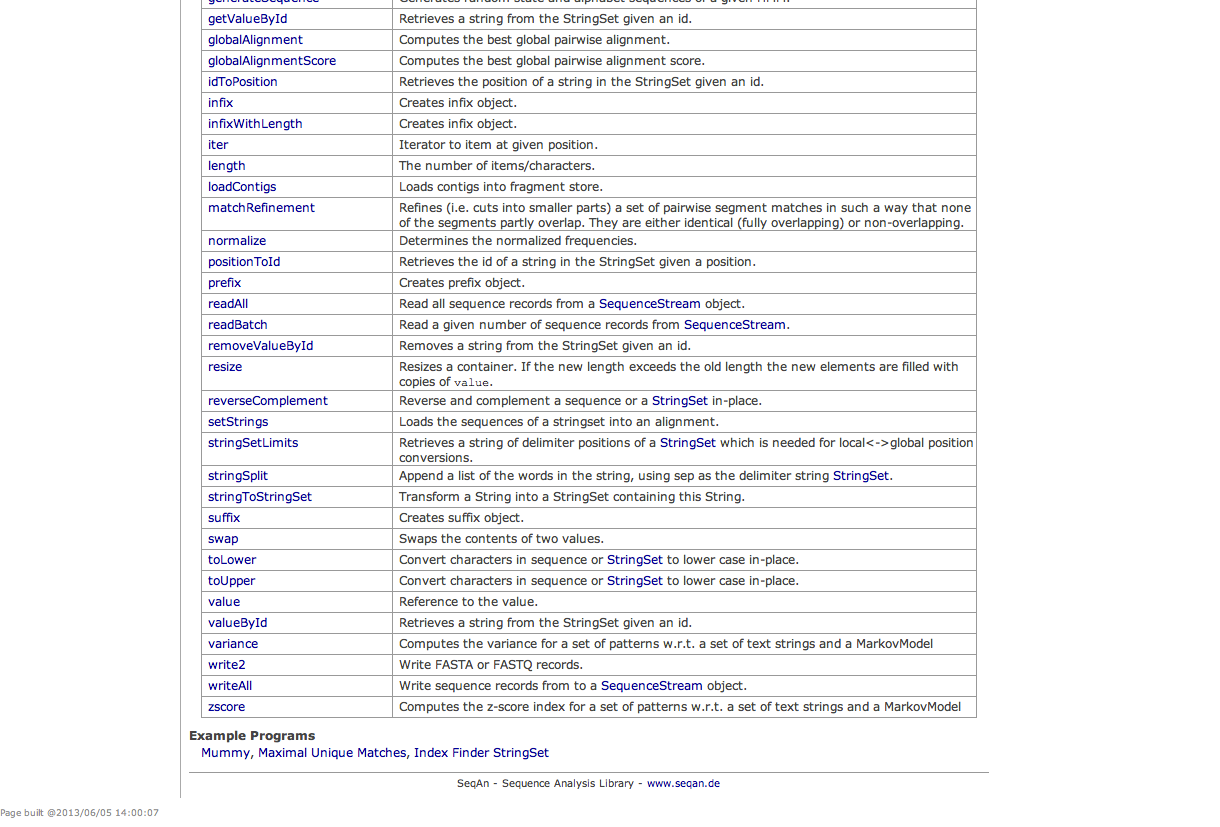 generateSequence Generates random state and alphabet sequences of a given HMM.
getValueById Retrieves a string from the StringSet given an id.
globalAlignment Computes the best global pairwise alignment.
globalAlignmentScore Computes the best global pairwise alignment score.
idToPosition Retrieves the position of a string in the StringSet given an id.
infix Creates infix object.
infixWithLength Creates infix object.
iter Iterator to item at given position.
length The number of items/characters.
loadContigs Loads contigs into fragment store.
matchRefinement Refines (i.e. cuts into smaller parts) a set of pairwise segment matches in such a way that none
of the segments partly overlap. They are either identical (fully overlapping) or non-overlapping.
normalize Determines the normalized frequencies.
positionToId Retrieves the id of a string in the StringSet given a position.
prefix Creates prefix object.
readAll Read all sequence records from a SequenceStream object.
readBatch Read a given number of sequence records from SequenceStream.
removeValueById Removes a string from the StringSet given an id.
resize Resizes a container. If the new length exceeds the old length the new elements are filled with
copies of value.
reverseComplement Reverse and complement a sequence or a StringSet in-place.
setStrings Loads the sequences of a stringset into an alignment.
stringSetLimits Retrieves a string of delimiter positions of a StringSet which is needed for local<->global position
conversions.
stringSplit Append a list of the words in the string, using sep as the delimiter string StringSet.
stringToStringSet Transform a String into a StringSet containing this String.
suffix Creates suffix object.
swap Swaps the contents of two values.
toLower Convert characters in sequence or StringSet to lower case in-place.
toUpper Convert characters in sequence or StringSet to lower case in-place.
value Reference to the value.
valueById Retrieves a string from the StringSet given an id.
variance Computes the variance for a set of patterns w.r.t. a set of text strings and a MarkovModel
write2 Write FASTA or FASTQ records.
writeAll Write sequence records from to a SequenceStream object.
zscore Computes the z-score index for a set of patterns w.r.t. a set of text strings and a MarkovModel
Example Programs
Mummy, Maximal Unique Matches, Index Finder StringSet
SeqAn - Sequence Analysis Library - www.seqan.de
Page built @2013/06/05 14:00:07